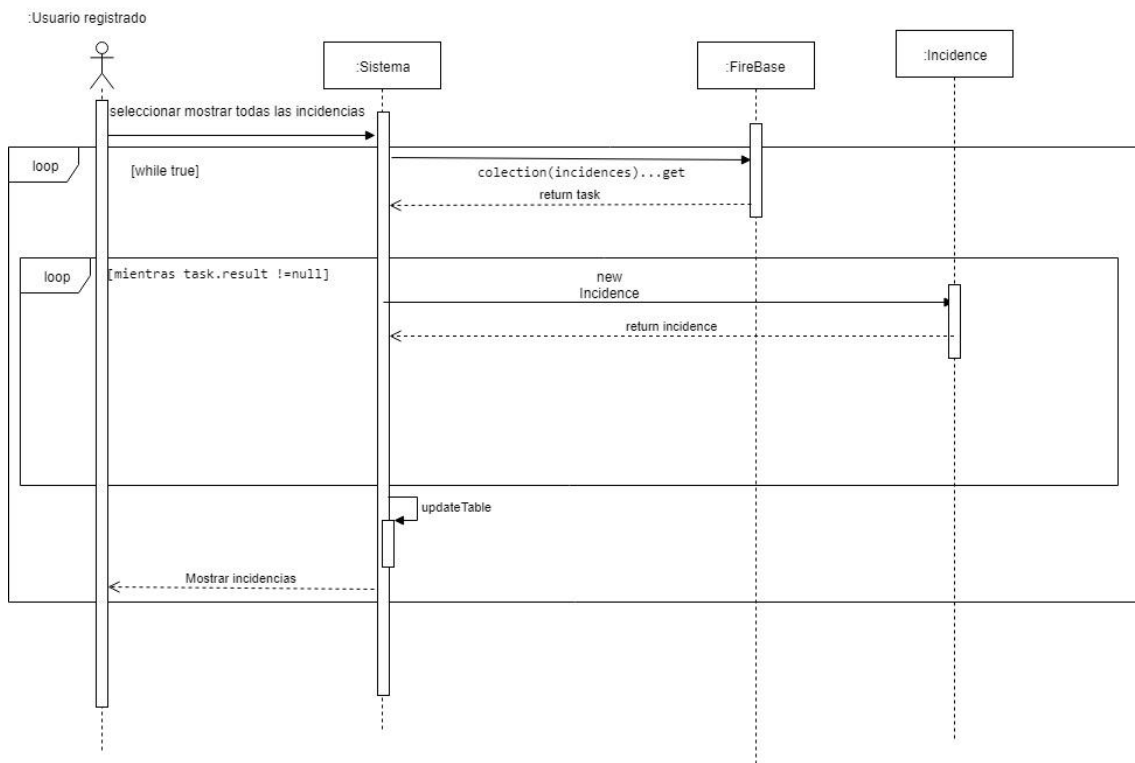 :Usuario registrado
:Sistema
:FireBase
:Incidence
seleccionar mostrar todas las incidencias
loop
[while true]
colection(incidences)...get
return task
loop
[mientras task.result !=null]
new
Incidence
return incidence
updateTable
Mostrar incidencias